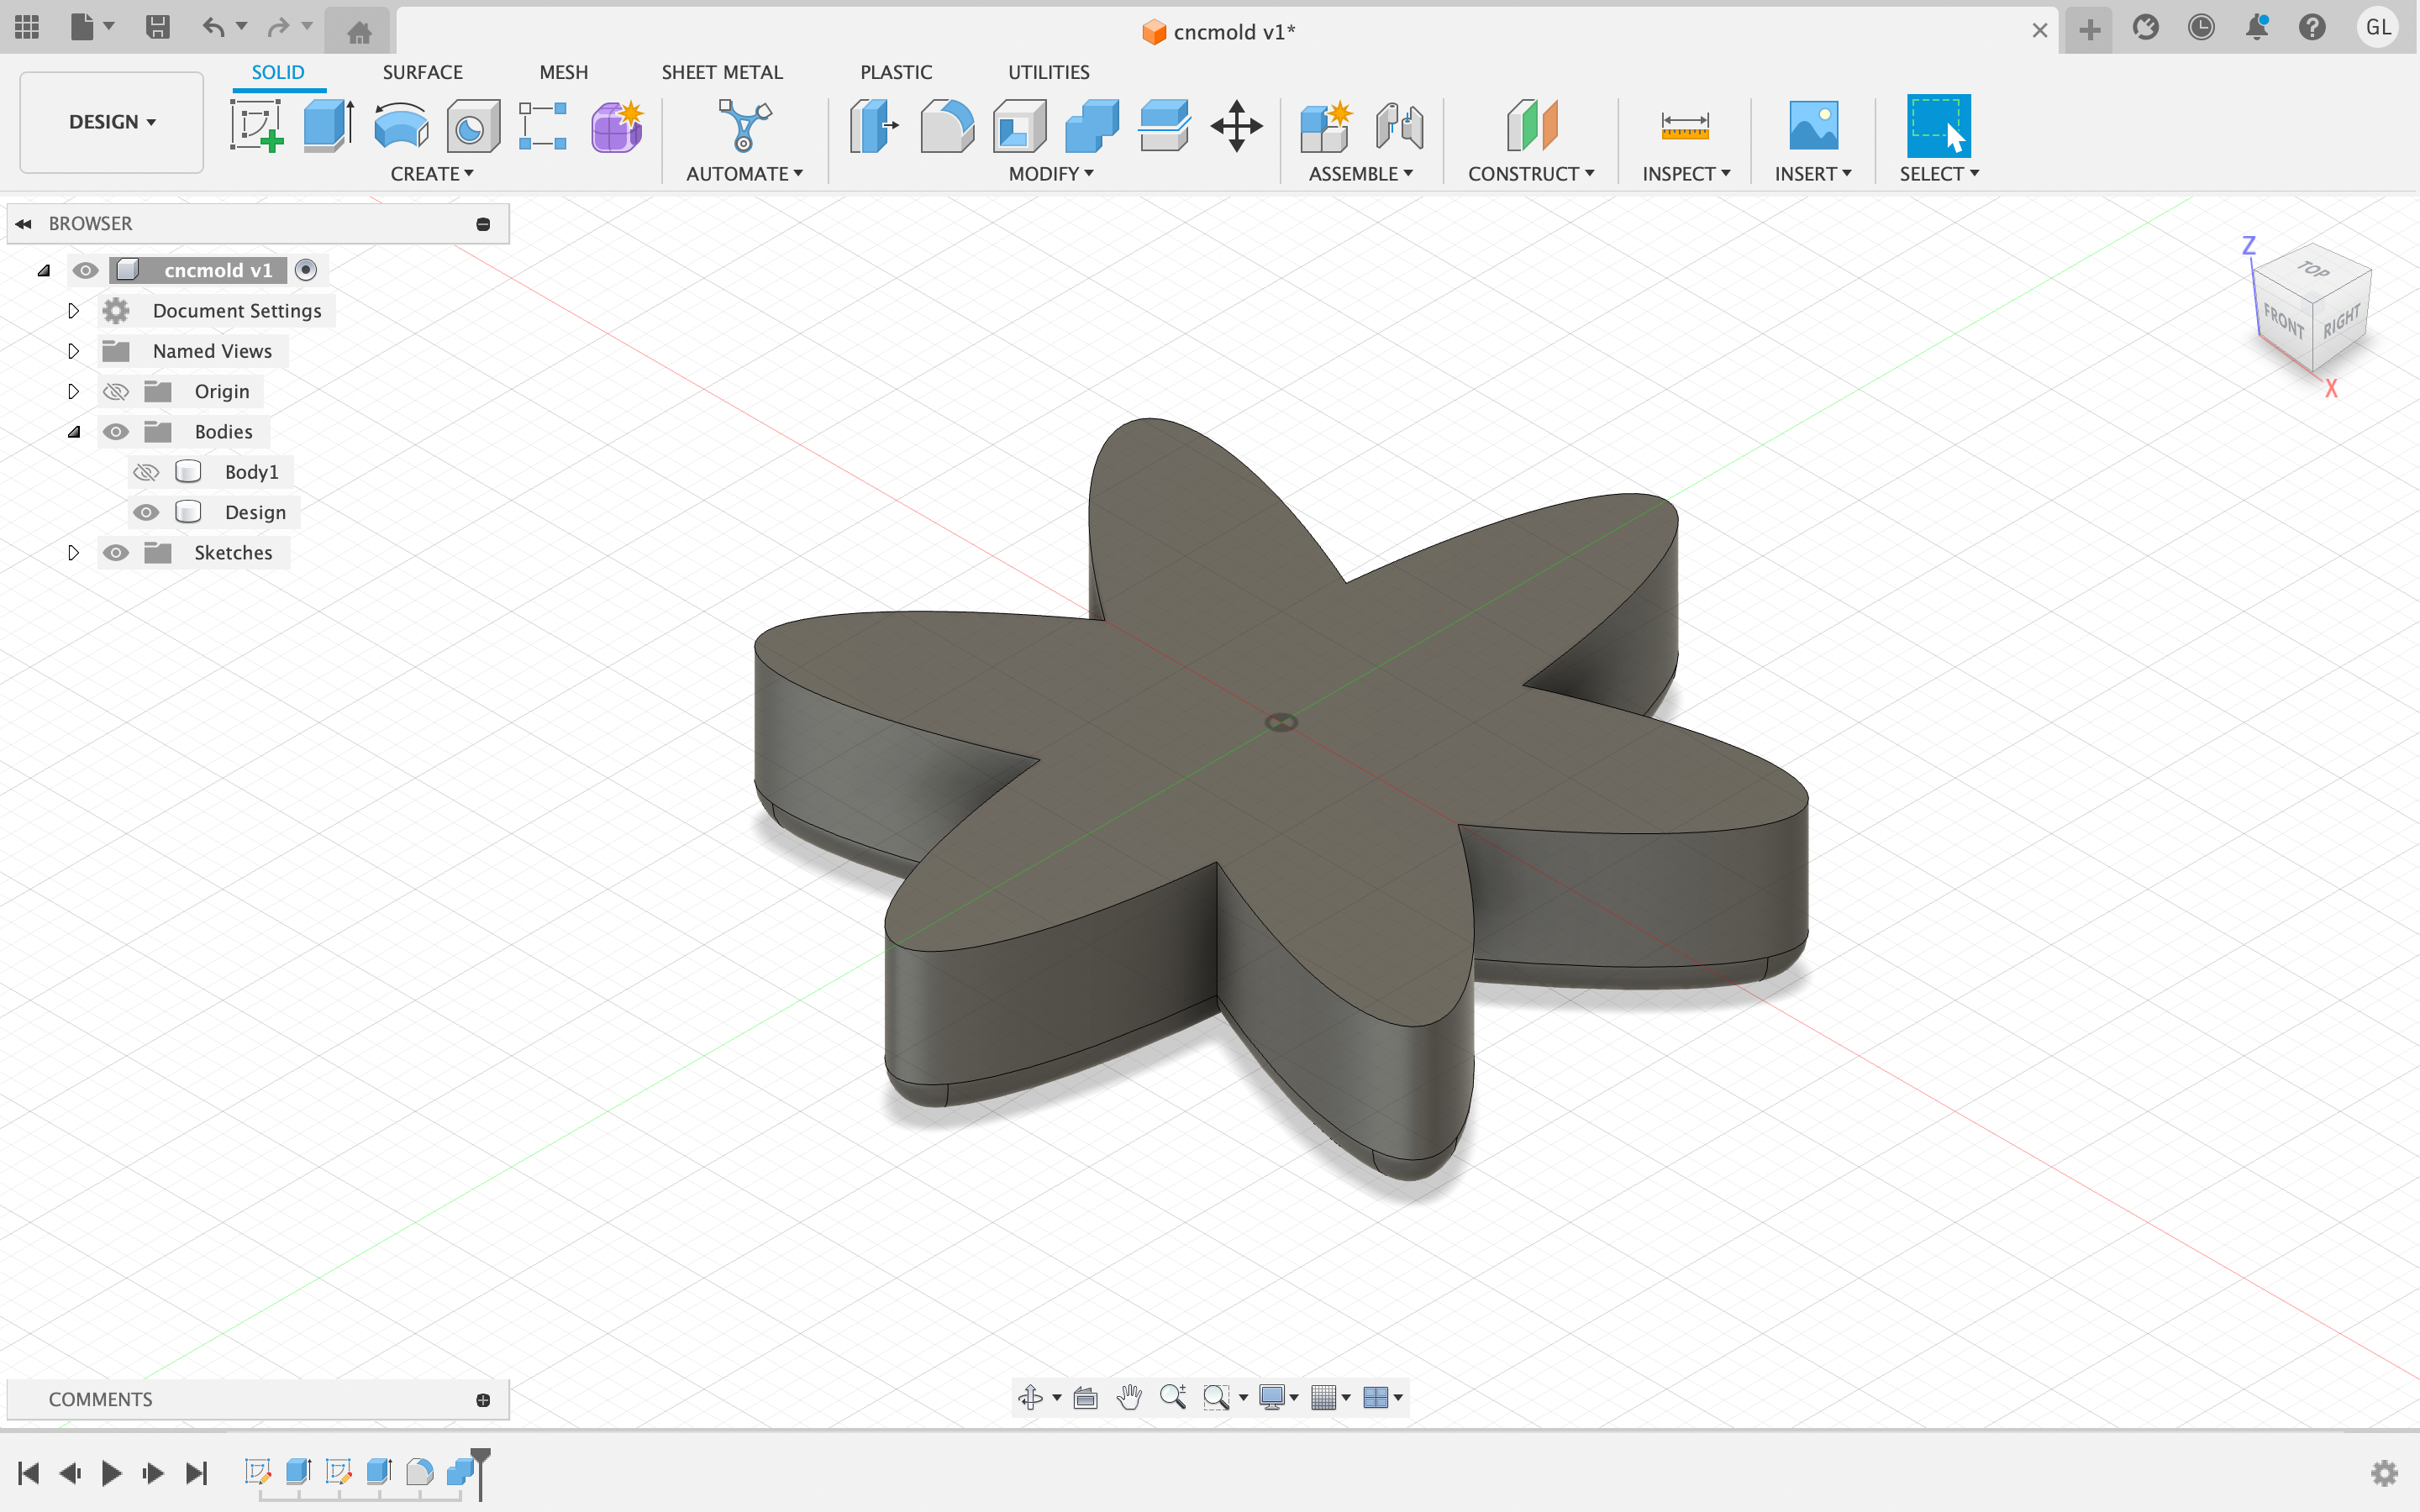 cncmold v1*
GL
DESIGN
SOLID
SURFACE
MESH
SHEET METAL
PLASTIC
UTILITIES
CREATE
AUTOMATE
MODIFY
ASSEMBLE
CONSTRUCT
INSPECT
INSERT
SELECT
BROWSER
cncmold v1
Document Settings
Named Views
Origin
Bodies
Body1
Design
Sketches
Z
TOP
FRONT
RIGHT
X
COMMENTS